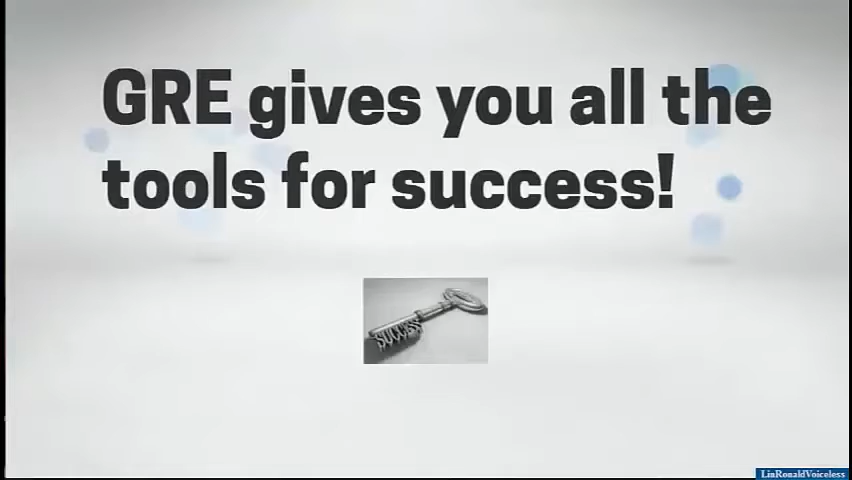 GRE gives you all the
tools for success!
SUCCESS
LinRonaldVoiceless